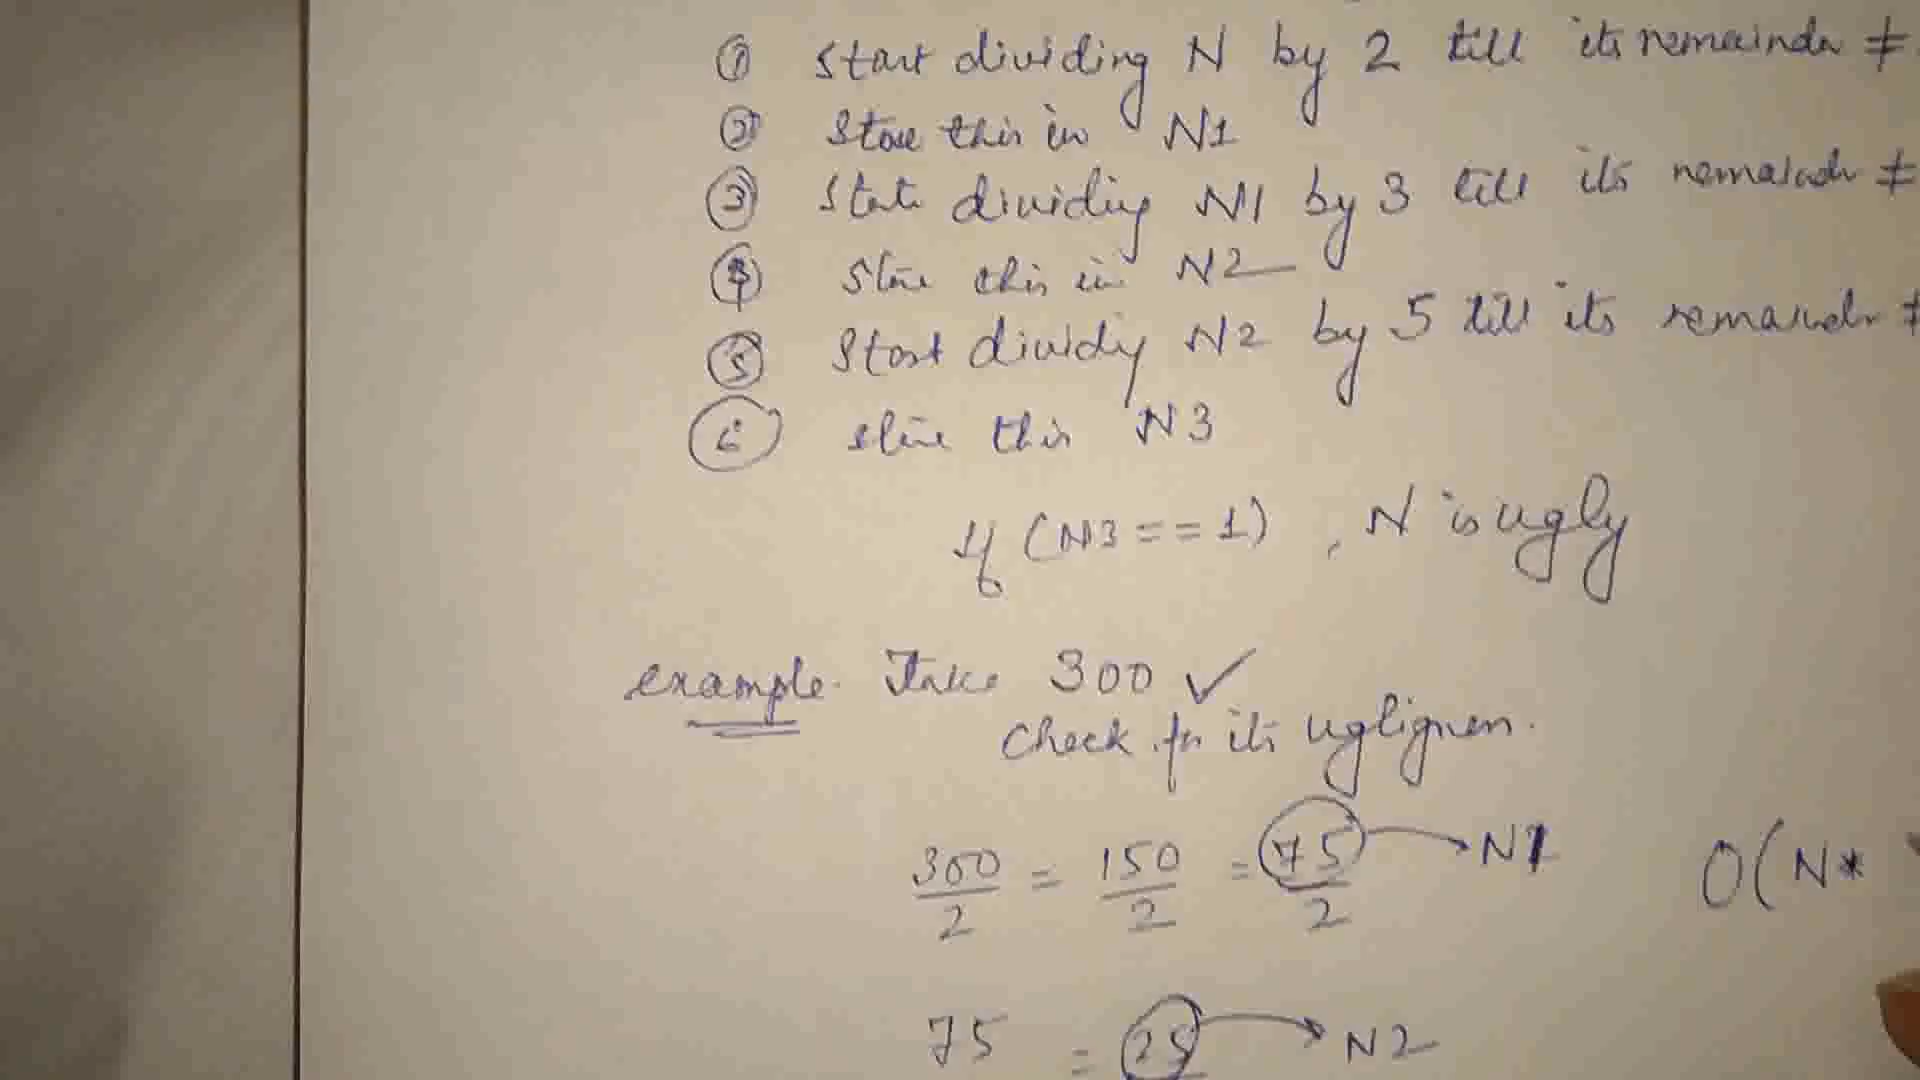 ① Start dividing N by 2 till its remainder ≠
② Store this in N1
③ Start dividing N1 by 3 till its remainder ≠
④ Store this in N2
⑤ Start dividing N2 by 5 till its remainder ≠
⑥ store this N3
if (N3 == 1) , N is ugly
example. Take 300 ✓
Check for its ugliness.
300/2 = 150/2 = 75/2 → N1
O(N*
75 = 25 → N2